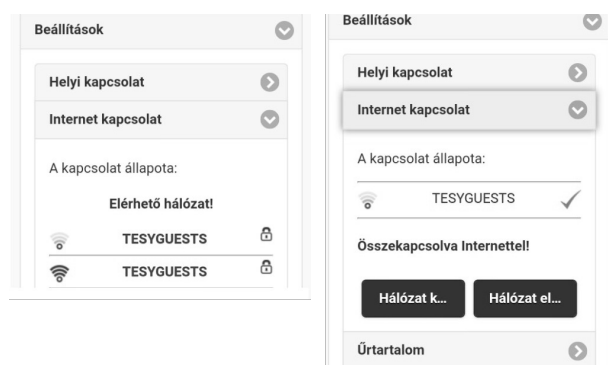 Beállítások
Helyi kapcsolat
Internet kapcsolat
A kapcsolat állapota:
Elérhető hálózat!
TESYGUESTS
TESYGUESTS
Beállítások
Helyi kapcsolat
Internet kapcsolat
A kapcsolat állapota:
TESYGUESTS
Összekapcsolva Internettel!
Hálózat k... Hálózat el...
Űrtartalom